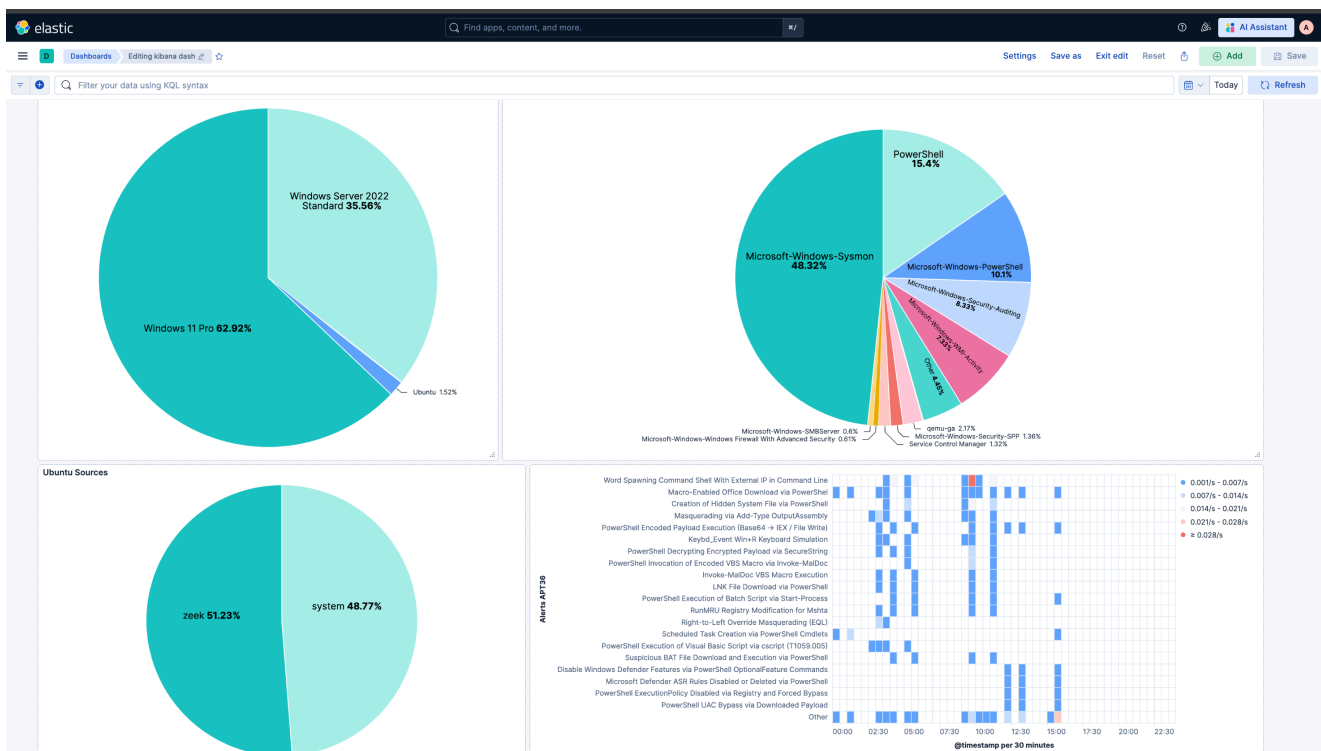 elastic
Find apps, content, and more.
⌘/
AI Assistant
A
D
Dashboards
Editing kibana dash
Settings
Save as
Exit edit
Reset
Add
Save
Filter your data using KQL syntax
Today
Refresh
Windows Server 2022
Standard 35.56%
Windows 11 Pro 62.92%
Ubuntu 1.52%
PowerShell
15.4%
Microsoft-Windows-Sysmon
48.32%
Microsoft-Windows-PowerShell
10.1%
Microsoft-Windows-Security-Auditing
8.33%
Microsoft-Windows-WMI-Activity
7.33%
Other 4.45%
qemu-ga 2.17%
Microsoft-Windows-SMBServer 0.6%
Microsoft-Windows-Security-SPP 1.36%
Microsoft-Windows-Windows Firewall With Advanced Security 0.61%
Service Control Manager 1.32%
Ubuntu Sources
zeek 51.23%
system 48.77%
Alerts APT36
Word Spawning Command Shell With External IP in Command Line
Macro-Enabled Office Download via PowerShel
Creation of Hidden System File via PowerShell
Masquerading via Add-Type OutputAssembly
PowerShell Encoded Payload Execution (Base64 → IEX / File Write)
Keybd_Event Win+R Keyboard Simulation
PowerShell Decrypting Encrypted Payload via SecureString
PowerShell Invocation of Encoded VBS Macro via Invoke-MalDoc
Invoke-MalDoc VBS Macro Execution
LNK File Download via PowerShell
PowerShell Execution of Batch Script via Start-Process
RunMRU Registry Modification for Mshta
Right-to-Left Override Masquerading (EQL)
Scheduled Task Creation via PowerShell Cmdlets
PowerShell Execution of Visual Basic Script via cscript (T1059.005)
Suspicious BAT File Download and Execution via PowerShell
Disable Windows Defender Features via PowerShell OptionalFeature Commands
Microsoft Defender ASR Rules Disabled or Deleted via PowerShell
PowerShell ExecutionPolicy Disabled via Registry and Forced Bypass
PowerShell UAC Bypass via Downloaded Payload
Other
00:00 02:30 05:00 07:30 10:00 12:30 15:00 17:30 20:00 22:30
@timestamp per 30 minutes
0.001/s - 0.007/s
0.007/s - 0.014/s
0.014/s - 0.021/s
0.021/s - 0.028/s
≥ 0.028/s